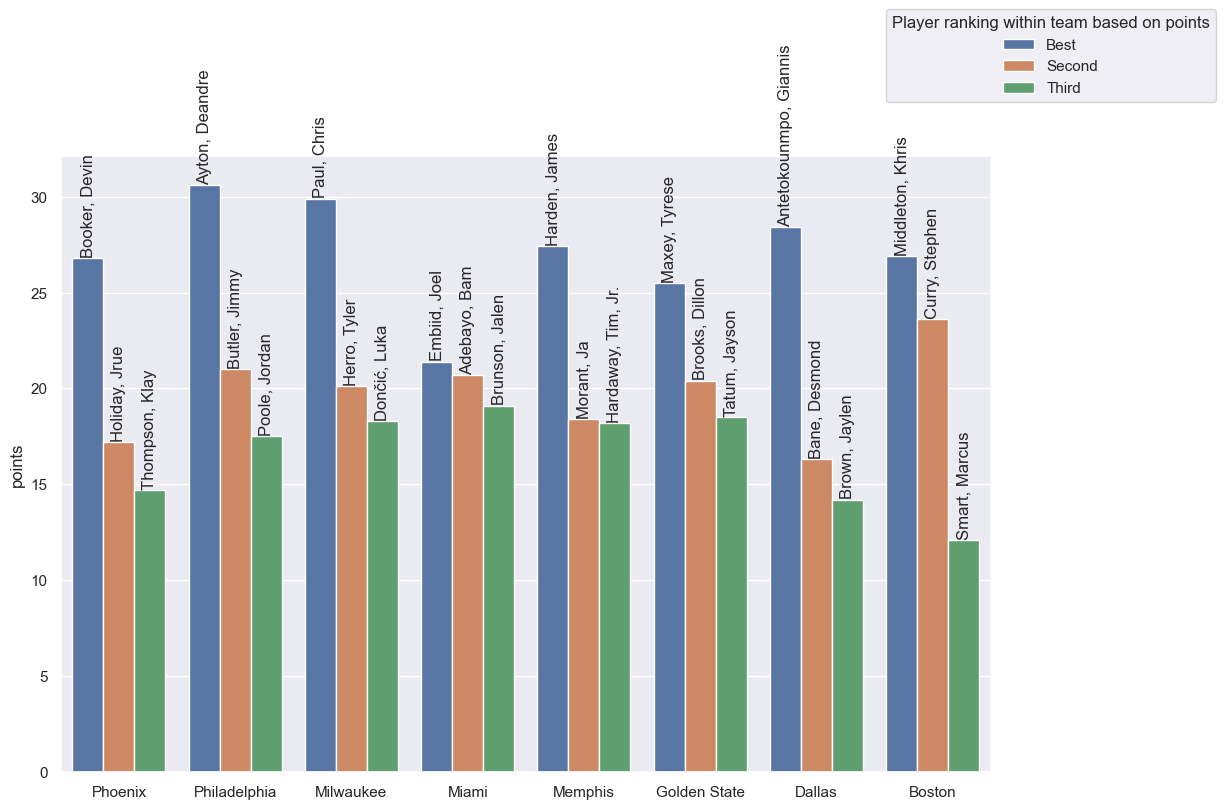 Player ranking within team based on points
Best
Second
Third
points
30
25
20
15
10
5
0
Booker, Devin
Holiday, Jrue
Thompson, Klay
Ayton, Deandre
Butler, Jimmy
Poole, Jordan
Paul, Chris
Herro, Tyler
Dončić, Luka
Embiid, Joel
Adebayo, Bam
Brunson, Jalen
Harden, James
Morant, Ja
Hardaway, Tim, Jr.
Maxey, Tyrese
Brooks, Dillon
Tatum, Jayson
Antetokounmpo, Giannis
Bane, Desmond
Brown, Jaylen
Middleton, Khris
Curry, Stephen
Smart, Marcus
Phoenix
Philadelphia
Milwaukee
Miami
Memphis
Golden State
Dallas
Boston